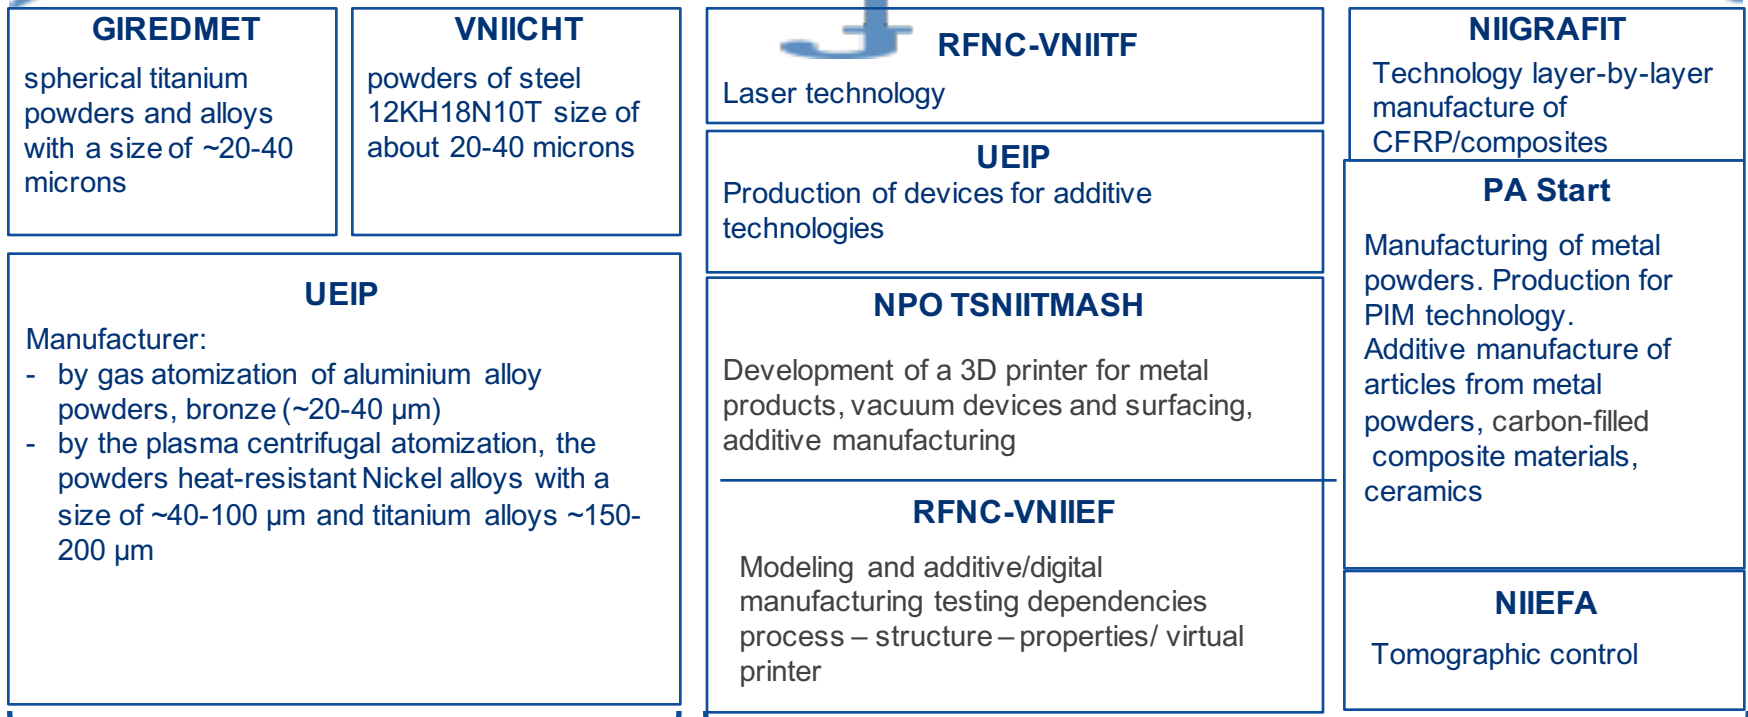 GIREDMET
spherical titanium
powders and alloys
with a size of ~20-40
microns
VNIICHT
powders of steel
12KH18N10T size of
about 20-40 microns
UEIP
Manufacturer:
- by gas atomization of aluminium alloy
powders, bronze (~20-40 µm)
- by the plasma centrifugal atomization, the
powders heat-resistant Nickel alloys with a
size of ~40-100 µm and titanium alloys ~150-
200 µm
RFNC-VNIITF
Laser technology
UEIP
Production of devices for additive
technologies
NPO TSNIITMASH
Development of a 3D printer for metal
products, vacuum devices and surfacing,
additive manufacturing
RFNC-VNIIEF
Modeling and additive/digital
manufacturing testing dependencies
process – structure – properties/ virtual
printer
NIIGRAFIT
Technology layer-by-layer
manufacture of
CFRP/composites
PA Start
Manufacturing of metal
powders. Production for
PIM technology.
Additive manufacture of
articles from metal
powders, carbon-filled
composite materials,
ceramics
NIIEFA
Tomographic control